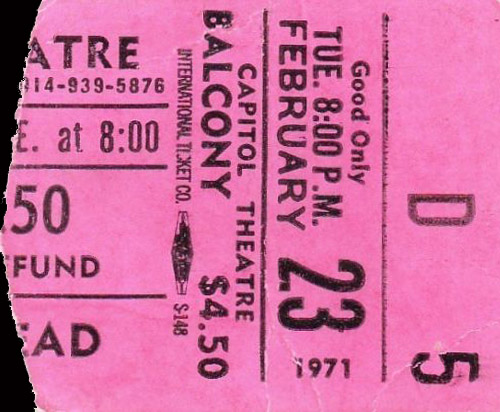 ATRE
914-939-5876
E. at 8:00
.50
FUND
EAD
CAPITOL THEATRE
BALCONY $4.50
INTERNATIONAL TICKET CO. S148
Good Only
TUE. 8:00 P.M.
FEBRUARY 23
1971
D 5